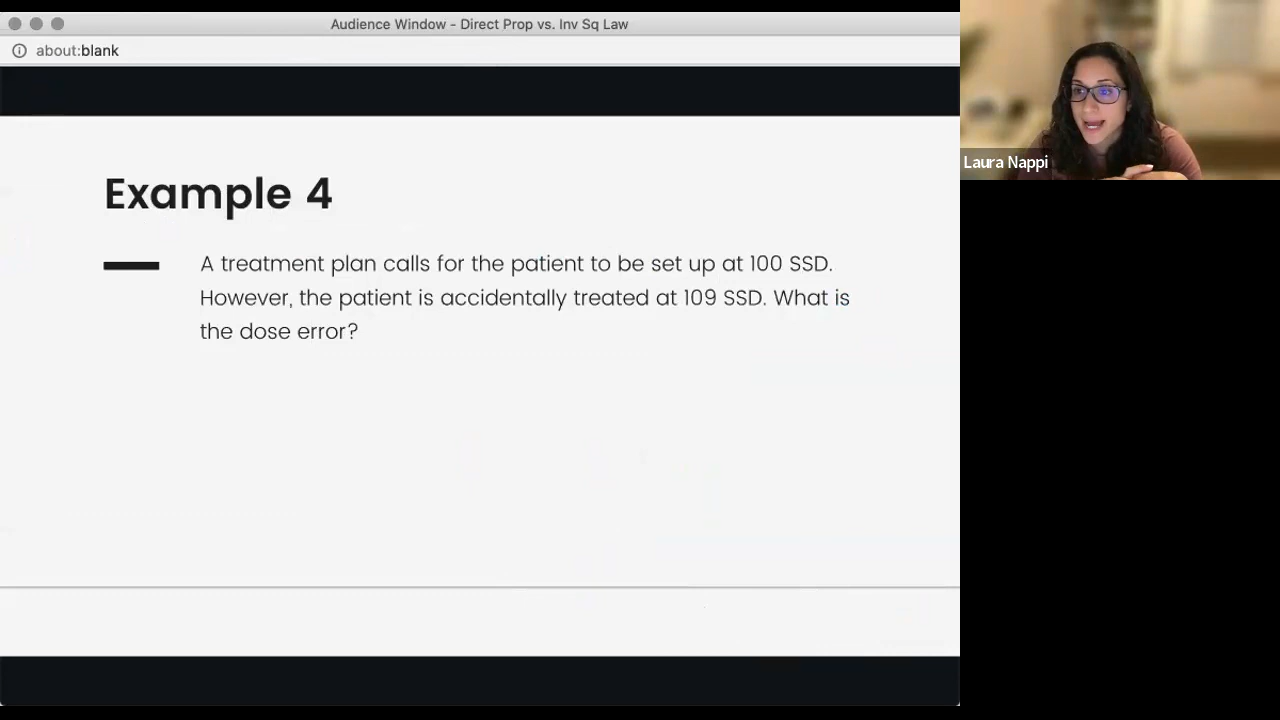 Audience Window - Direct Prop vs. Inv Sq Law
about:blank
Laura Nappi
Example 4
A treatment plan calls for the patient to be set up at 100 SSD.
However, the patient is accidentally treated at 109 SSD. What is
the dose error?